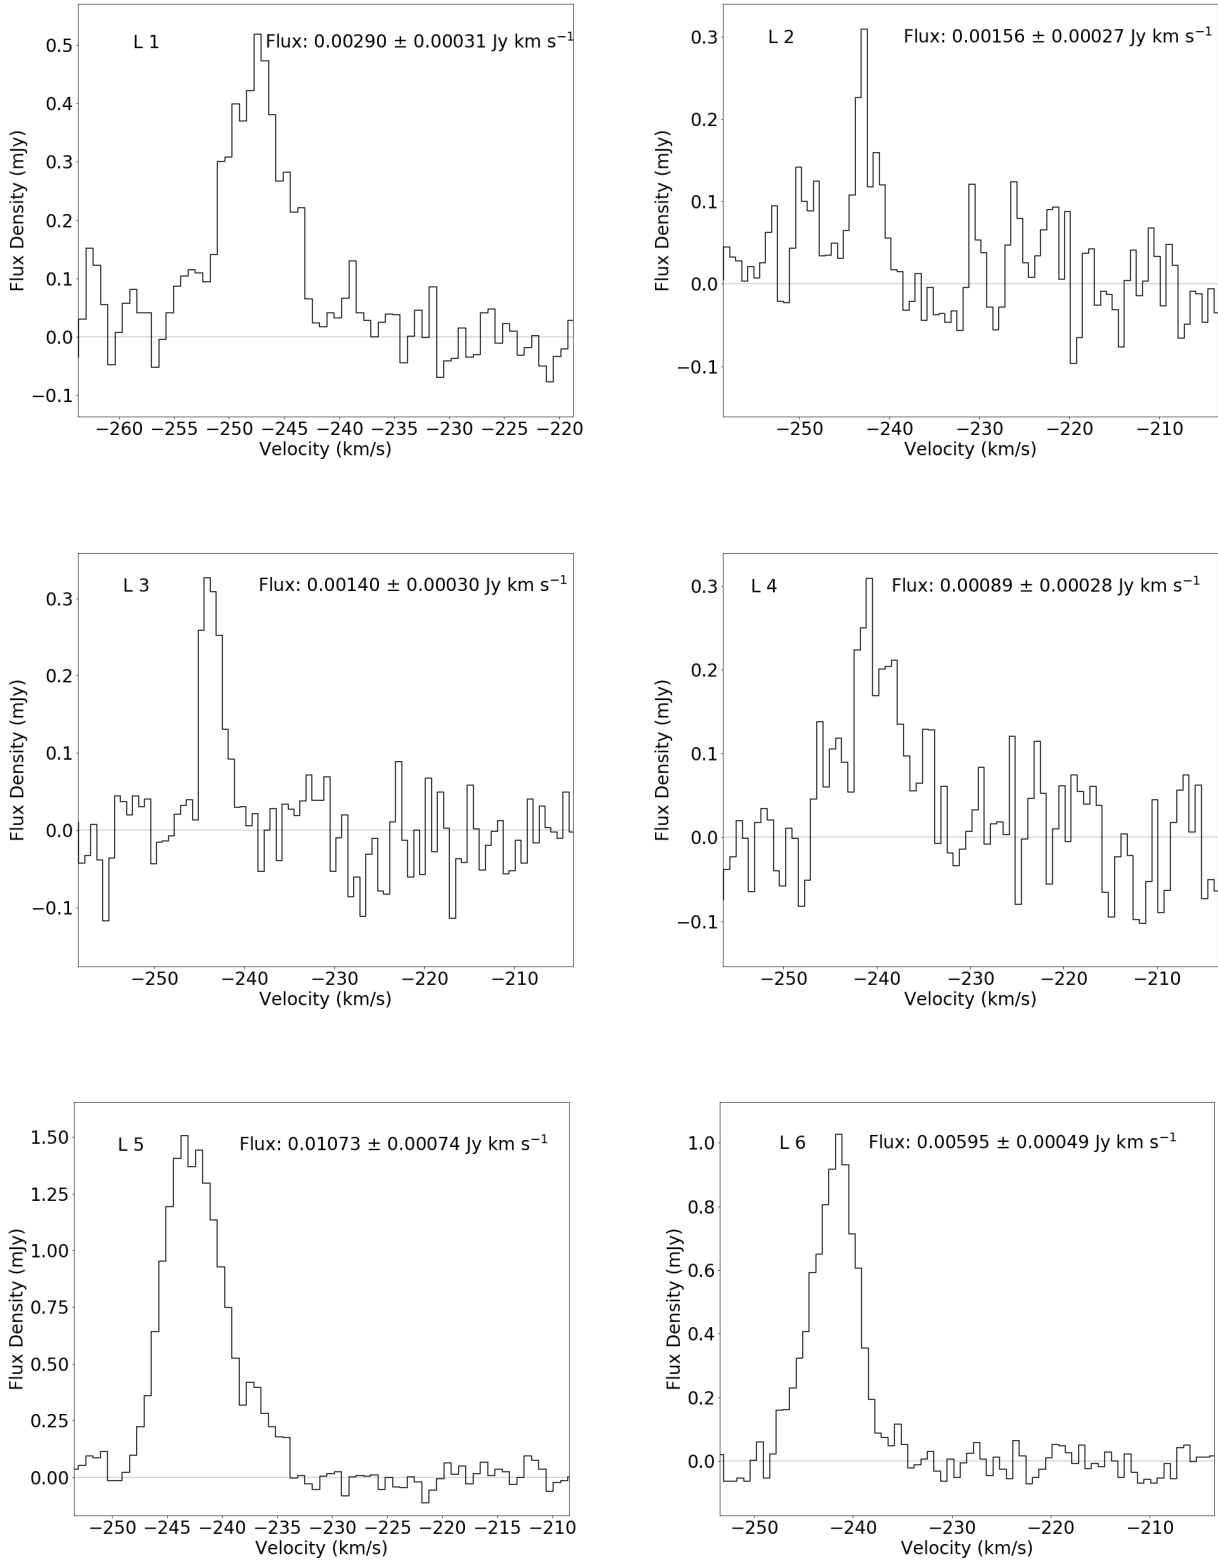 L 1 Flux: 0.00290 ± 0.00031 Jy km s⁻¹
0.5
0.4
0.3
0.2
0.1
0.0
−0.1
Flux Density (mJy)
−260 −255 −250 −245 −240 −235 −230 −225 −220
Velocity (km/s)
L 2 Flux: 0.00156 ± 0.00027 Jy km s⁻¹
0.3
0.2
0.1
0.0
−0.1
Flux Density (mJy)
−250 −240 −230 −220 −210
Velocity (km/s)
L 3 Flux: 0.00140 ± 0.00030 Jy km s⁻¹
0.3
0.2
0.1
0.0
−0.1
Flux Density (mJy)
−250 −240 −230 −220 −210
Velocity (km/s)
L 4 Flux: 0.00089 ± 0.00028 Jy km s⁻¹
0.3
0.2
0.1
0.0
−0.1
Flux Density (mJy)
−250 −240 −230 −220 −210
Velocity (km/s)
L 5 Flux: 0.01073 ± 0.00074 Jy km s⁻¹
1.50
1.25
1.00
0.75
0.50
0.25
0.00
Flux Density (mJy)
−250 −245 −240 −235 −230 −225 −220 −215 −210
Velocity (km/s)
L 6 Flux: 0.00595 ± 0.00049 Jy km s⁻¹
1.0
0.8
0.6
0.4
0.2
0.0
Flux Density (mJy)
−250 −240 −230 −220 −210
Velocity (km/s)